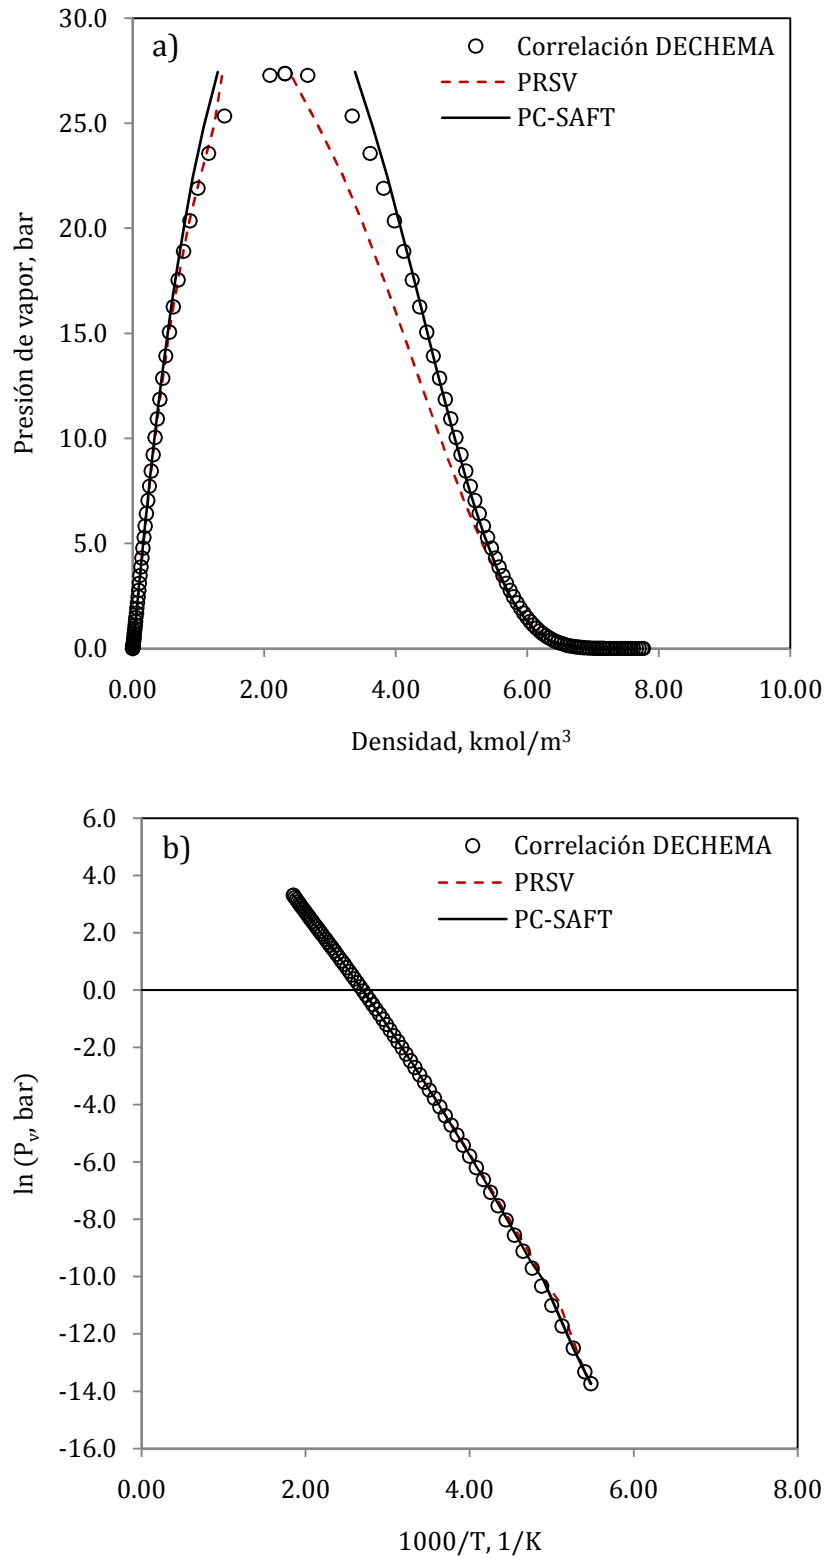 30.0
a)
Correlación DECHEMA
PRSV
PC-SAFT
25.0
20.0
15.0
10.0
5.0
0.0
Presión de vapor, bar
0.00 2.00 4.00 6.00 8.00 10.00
Densidad, kmol/m³
6.0
b)
Correlación DECHEMA
PRSV
PC-SAFT
4.0
2.0
0.0
-2.0
-4.0
-6.0
-8.0
-10.0
-12.0
-14.0
-16.0
ln (Pᵥ, bar)
0.00 2.00 4.00 6.00 8.00
1000/T, 1/K